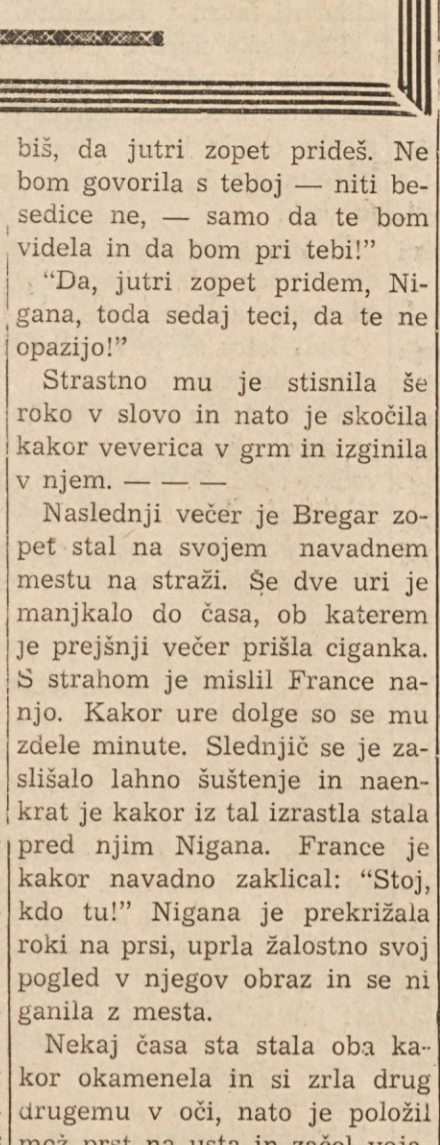 biš, da jutri zopet prideš. Ne
bom govorila s teboj — niti be-
sedice ne, — samo da te bom
videla in da bom pri tebi!”
“Da, jutri zopet pridem, Ni-
gana, toda sedaj teci, da te ne
opazijo!”
Strastno mu je stisnila še
roko v slovo in nato je skočila
kakor veverica v grm in izginila
v njem. — — —
Naslednji večer je Bregar zo-
pet stal na svojem navadnem
mestu na straži. Še dve uri je
manjkalo do časa, ob katerem
je prejšnji večer prišla ciganka.
S strahom je mislil France na-
njo. Kakor ure dolge so se mu
zdele minute. Slednjič se je za-
slišalo lahno šuštenje in naen-
krat je kakor iz tal izrastla stala
pred njim Nigana. France je
kakor navadno zaklical: “Stoj,
kdo tu!” Nigana je prekrižala
roki na prsi, uprla žalostno svoj
pogled v njegov obraz in se ni
ganila z mesta.
Nekaj časa sta stala oba ka-
kor okamenela in si zrla drug
drugemu v oči, nato je položil
mož prst na usta in začel voja-